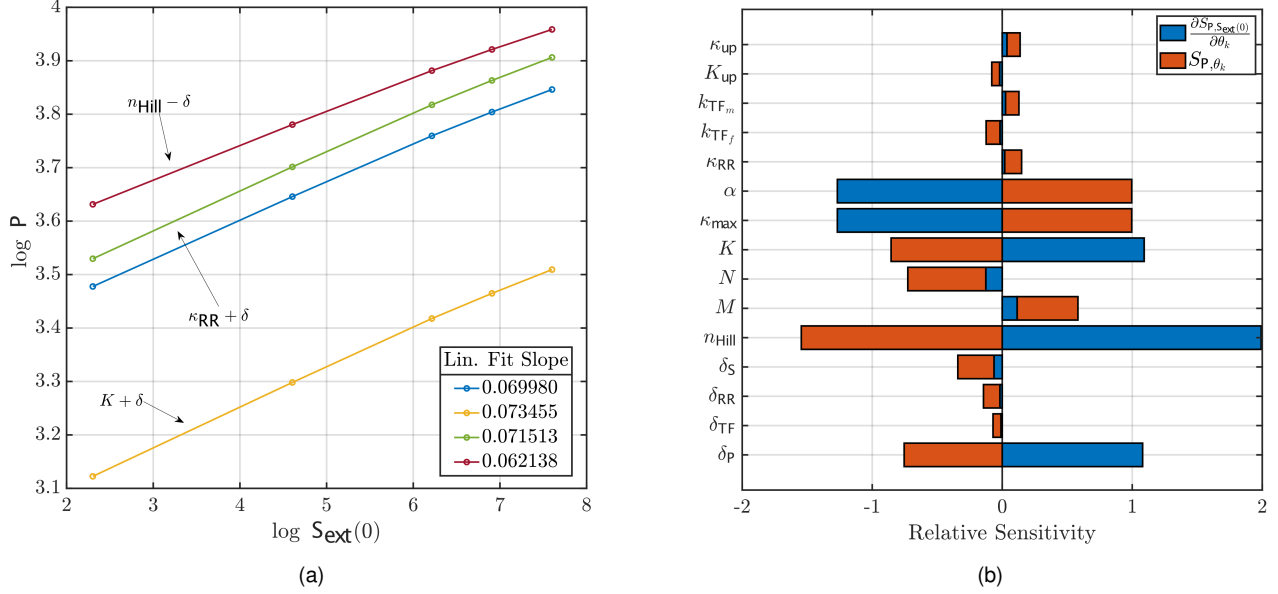 4
3.9
3.8
3.7
3.6
3.5
3.4
3.3
3.2
3.1
log P
n_Hill − δ
κ_RR + δ
K + δ
Lin. Fit Slope
0.069980
0.073455
0.071513
0.062138
2 3 4 5 6 7 8
log S_ext(0)
(a)
∂S_P,S_ext(0)/∂θ_k
S_P,θ_k
κ_up
K_up
k_TF_m
k_TF_f
κ_RR
α
κ_max
K
N
M
n_Hill
δ_S
δ_RR
δ_TF
δ_P
-2 -1 0 1 2
Relative Sensitivity
(b)